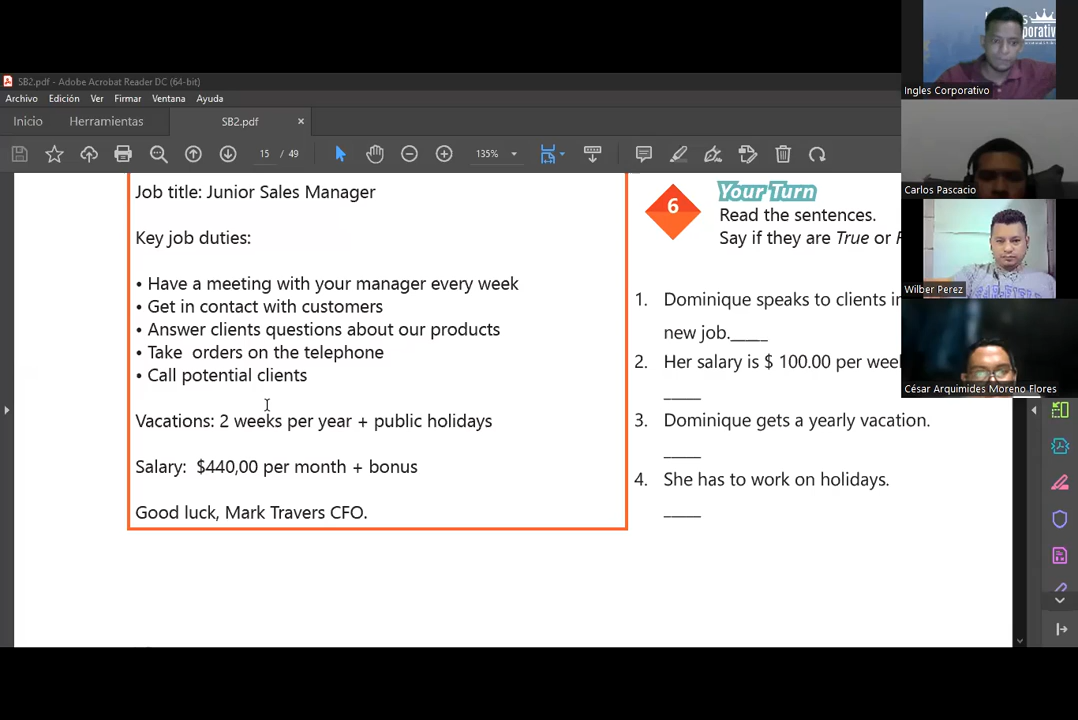 SB2.pdf - Adobe Acrobat Reader DC (64-bit)
Archivo Edición Ver Firmar Ventana Ayuda
Inicio Herramientas SB2.pdf ×
15 / 49 135%
Job title: Junior Sales Manager
Key job duties:
• Have a meeting with your manager every week
• Get in contact with customers
• Answer clients questions about our products
• Take orders on the telephone
• Call potential clients
Vacations: 2 weeks per year + public holidays
Salary: $440,00 per month + bonus
Good luck, Mark Travers CFO.
6
Your Turn
Read the sentences.
Say if they are True or
1. Dominique speaks to clients in
new job._____
2. Her salary is $ 100.00 per wee
_____
3. Dominique gets a yearly vacation.
_____
4. She has to work on holidays.
_____
Ingles Corporativo
Carlos Pascacio
Wilber Perez
César Arquimides Moreno Flores